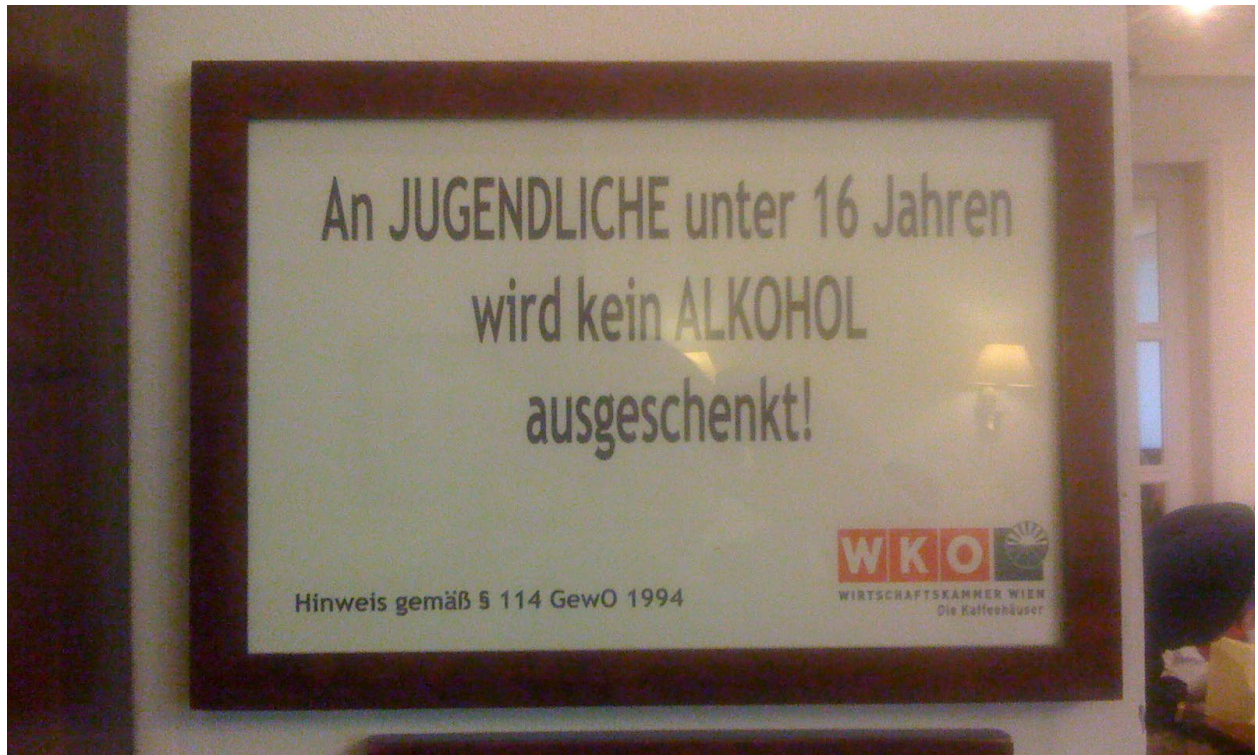 An JUGENDLICHE unter 16 Jahren
wird kein ALKOHOL
ausgeschenkt!
Hinweis gemäß § 114 GewO 1994
WKO
WIRTSCHAFTSKAMMER WIEN
Die Kaffeehäuser